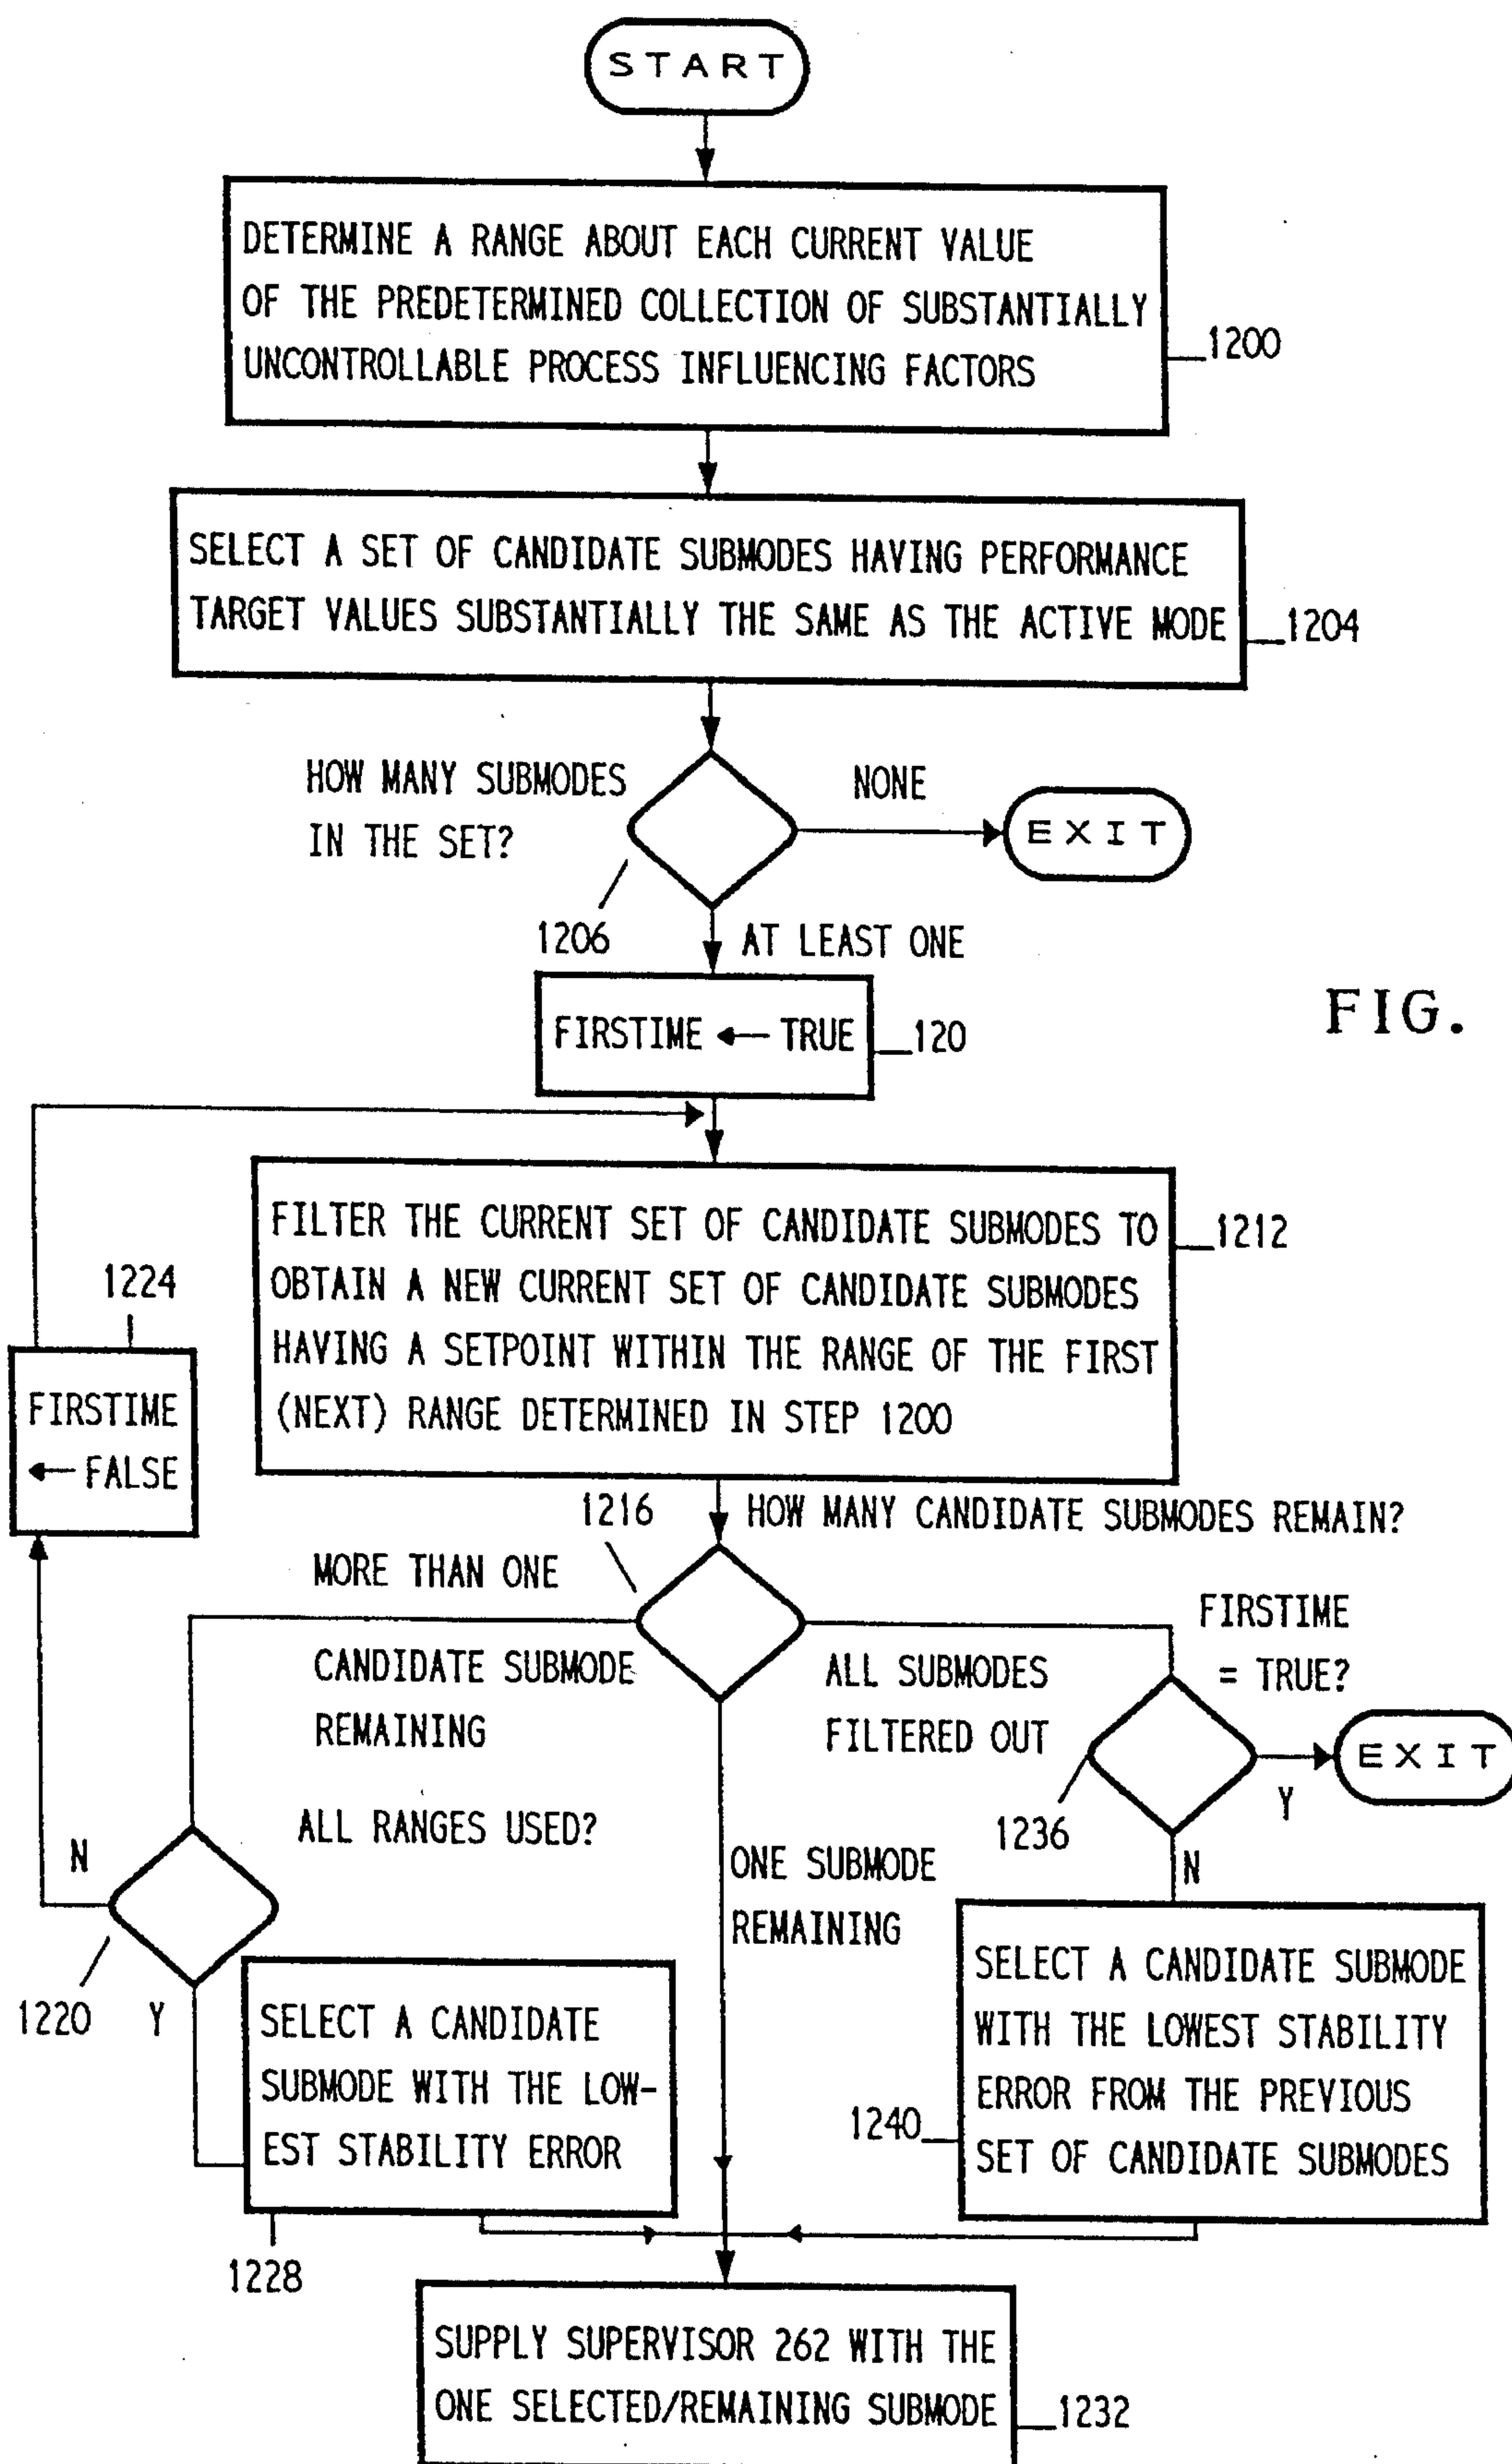 START
DETERMINE A RANGE ABOUT EACH CURRENT VALUE
OF THE PREDETERMINED COLLECTION OF SUBSTANTIALLY
UNCONTROLLABLE PROCESS INFLUENCING FACTORS
1200
SELECT A SET OF CANDIDATE SUBMODES HAVING PERFORMANCE
TARGET VALUES SUBSTANTIALLY THE SAME AS THE ACTIVE MODE
1204
HOW MANY SUBMODES
IN THE SET?
NONE
EXIT
1206
AT LEAST ONE
FIRSTIME ← TRUE
120
FIG.
FILTER THE CURRENT SET OF CANDIDATE SUBMODES TO
OBTAIN A NEW CURRENT SET OF CANDIDATE SUBMODES
HAVING A SETPOINT WITHIN THE RANGE OF THE FIRST
(NEXT) RANGE DETERMINED IN STEP 1200
1212
1224
FIRSTIME
← FALSE
1216
HOW MANY CANDIDATE SUBMODES REMAIN?
MORE THAN ONE
CANDIDATE SUBMODE
REMAINING
ALL SUBMODES
FILTERED OUT
FIRSTIME
= TRUE?
EXIT
Y
1236
N
ALL RANGES USED?
N
1220
Y
ONE SUBMODE
REMAINING
SELECT A CANDIDATE
SUBMODE WITH THE LOW-
EST STABILITY ERROR
1228
SELECT A CANDIDATE SUBMODE
WITH THE LOWEST STABILITY
ERROR FROM THE PREVIOUS
SET OF CANDIDATE SUBMODES
1240
SUPPLY SUPERVISOR 262 WITH THE
ONE SELECTED/REMAINING SUBMODE
1232